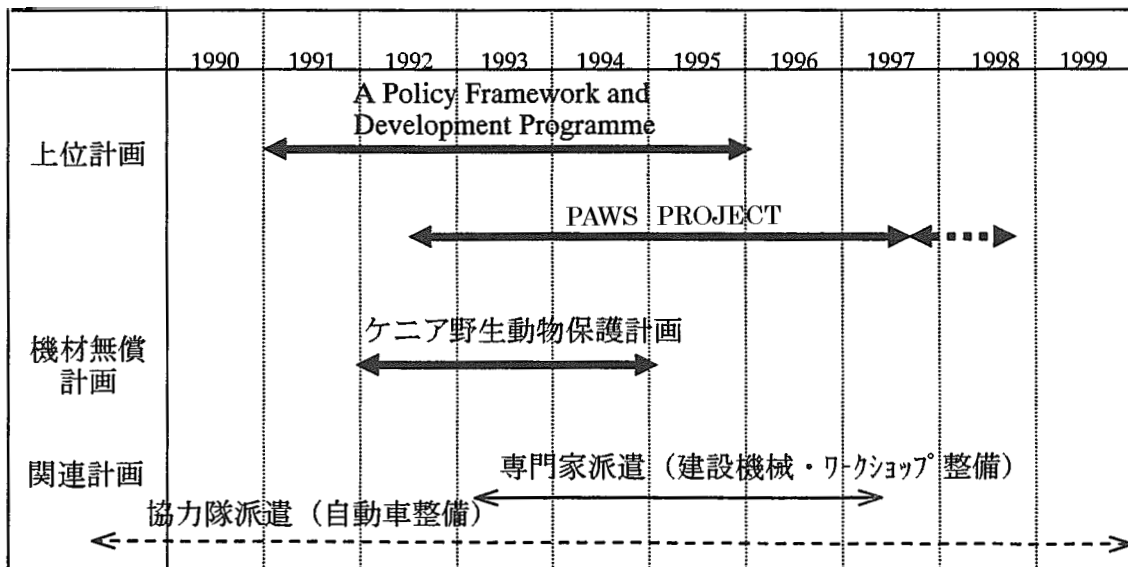 1990 1991 1992 1993 1994 1995 1996 1997 1998 1999
A Policy Framework and
Development Programme
上位計画
PAWS PROJECT
ケニア野生動物保護計画
機材無償
計画
専門家派遣（建設機械・ワークショップ整備）
関連計画
協力隊派遣（自動車整備）